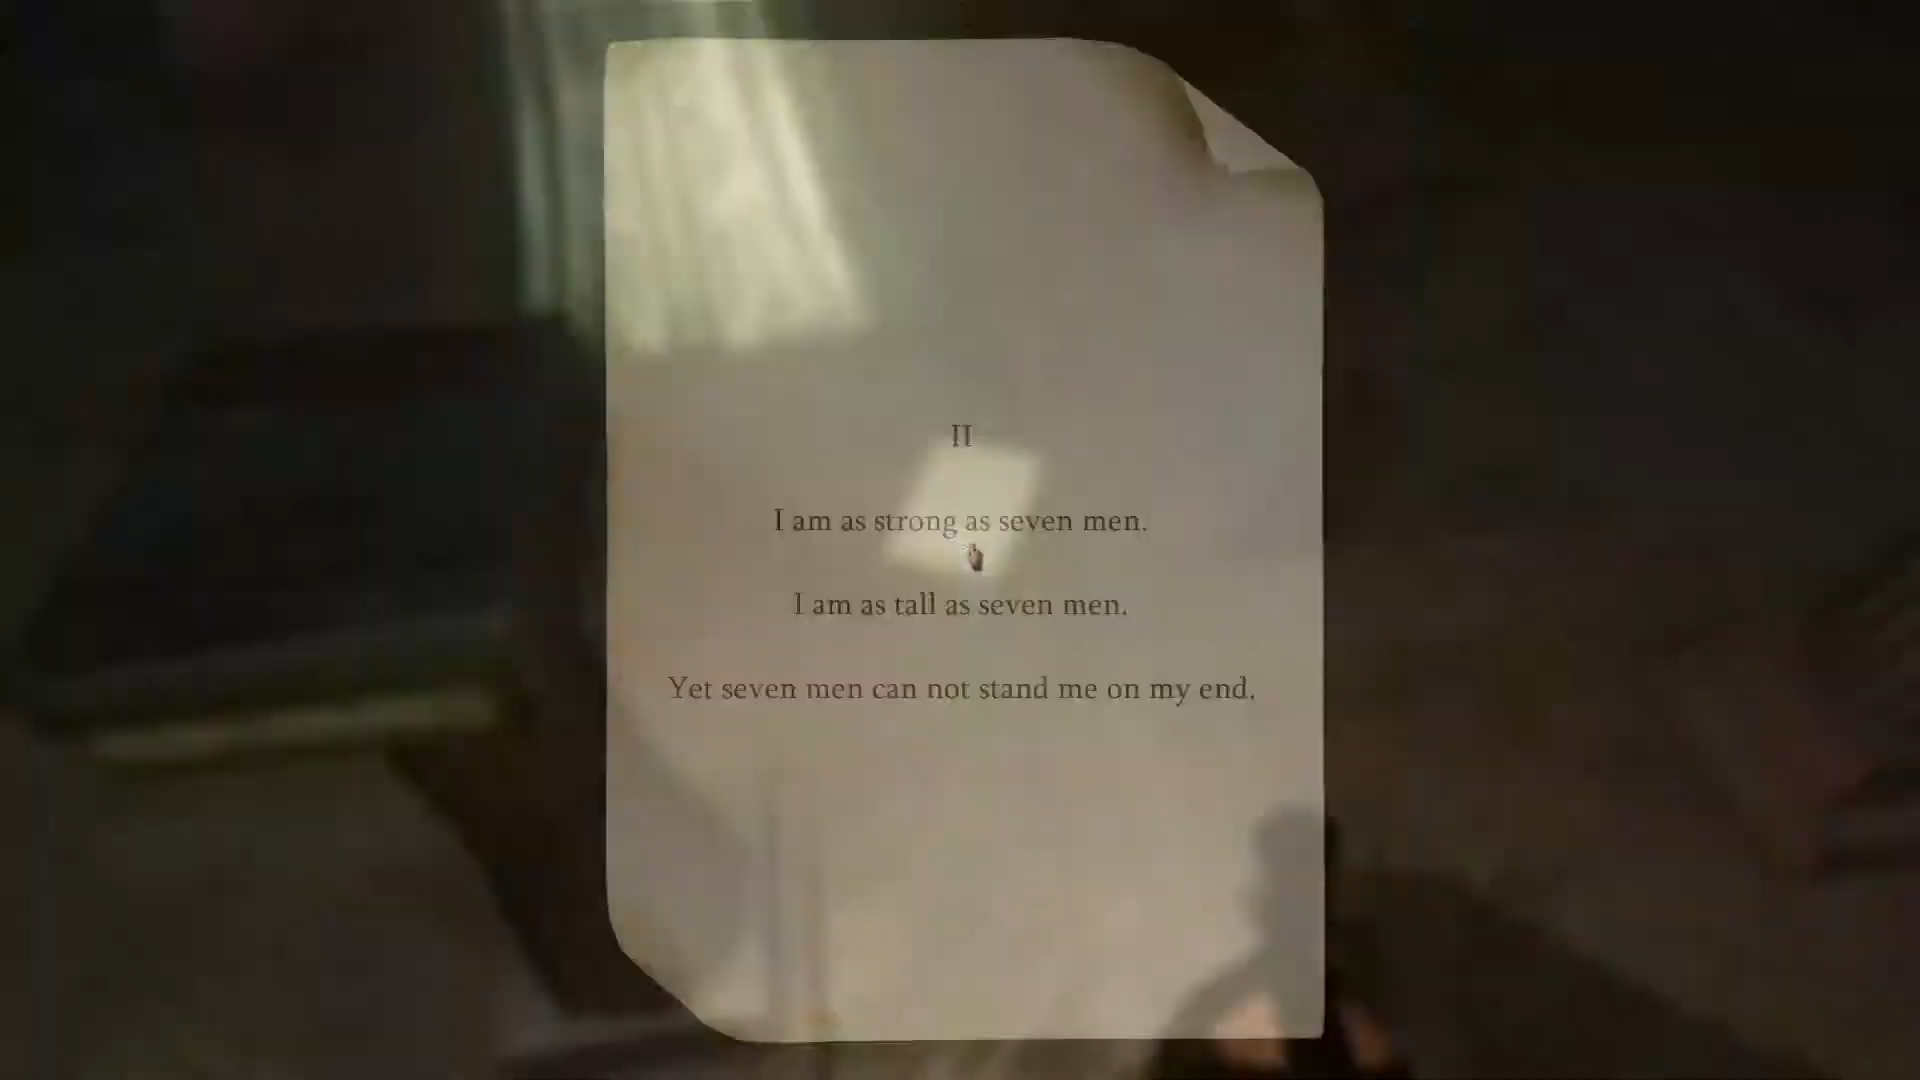 II
I am as strong as seven men.
I am as tall as seven men.
Yet seven men can not stand me on my end.